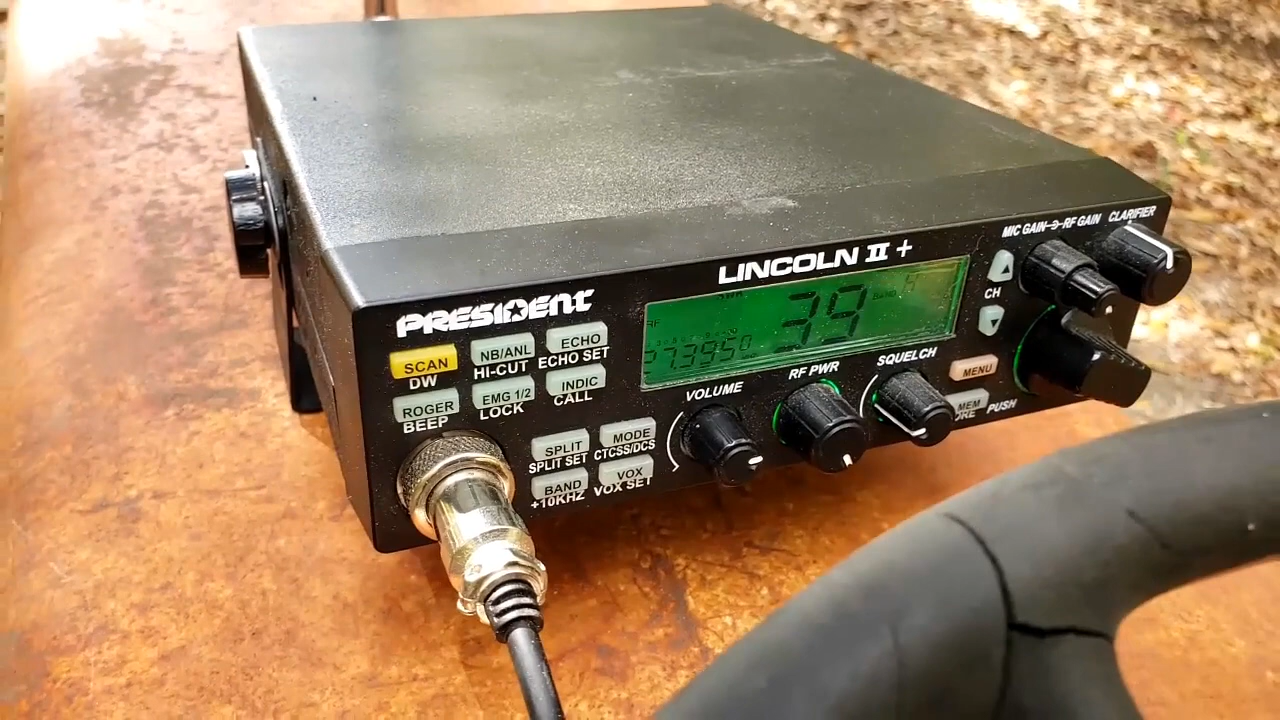 LINCOLN II +
PRESIDENT
MIC GAIN RF GAIN CLARIFIER
CH
39
27.3950
SCAN
DW
NB/ANL
HI-CUT
ECHO
ECHO SET
ROGER
BEEP
EMG 1/2
LOCK
INDIC
CALL
SPLIT
SPLIT SET
MODE
CTCSS/DCS
BAND
+10KHZ
VOX
VOX SET
VOLUME
RF PWR
SQUELCH
MENU
MEM
PUSH